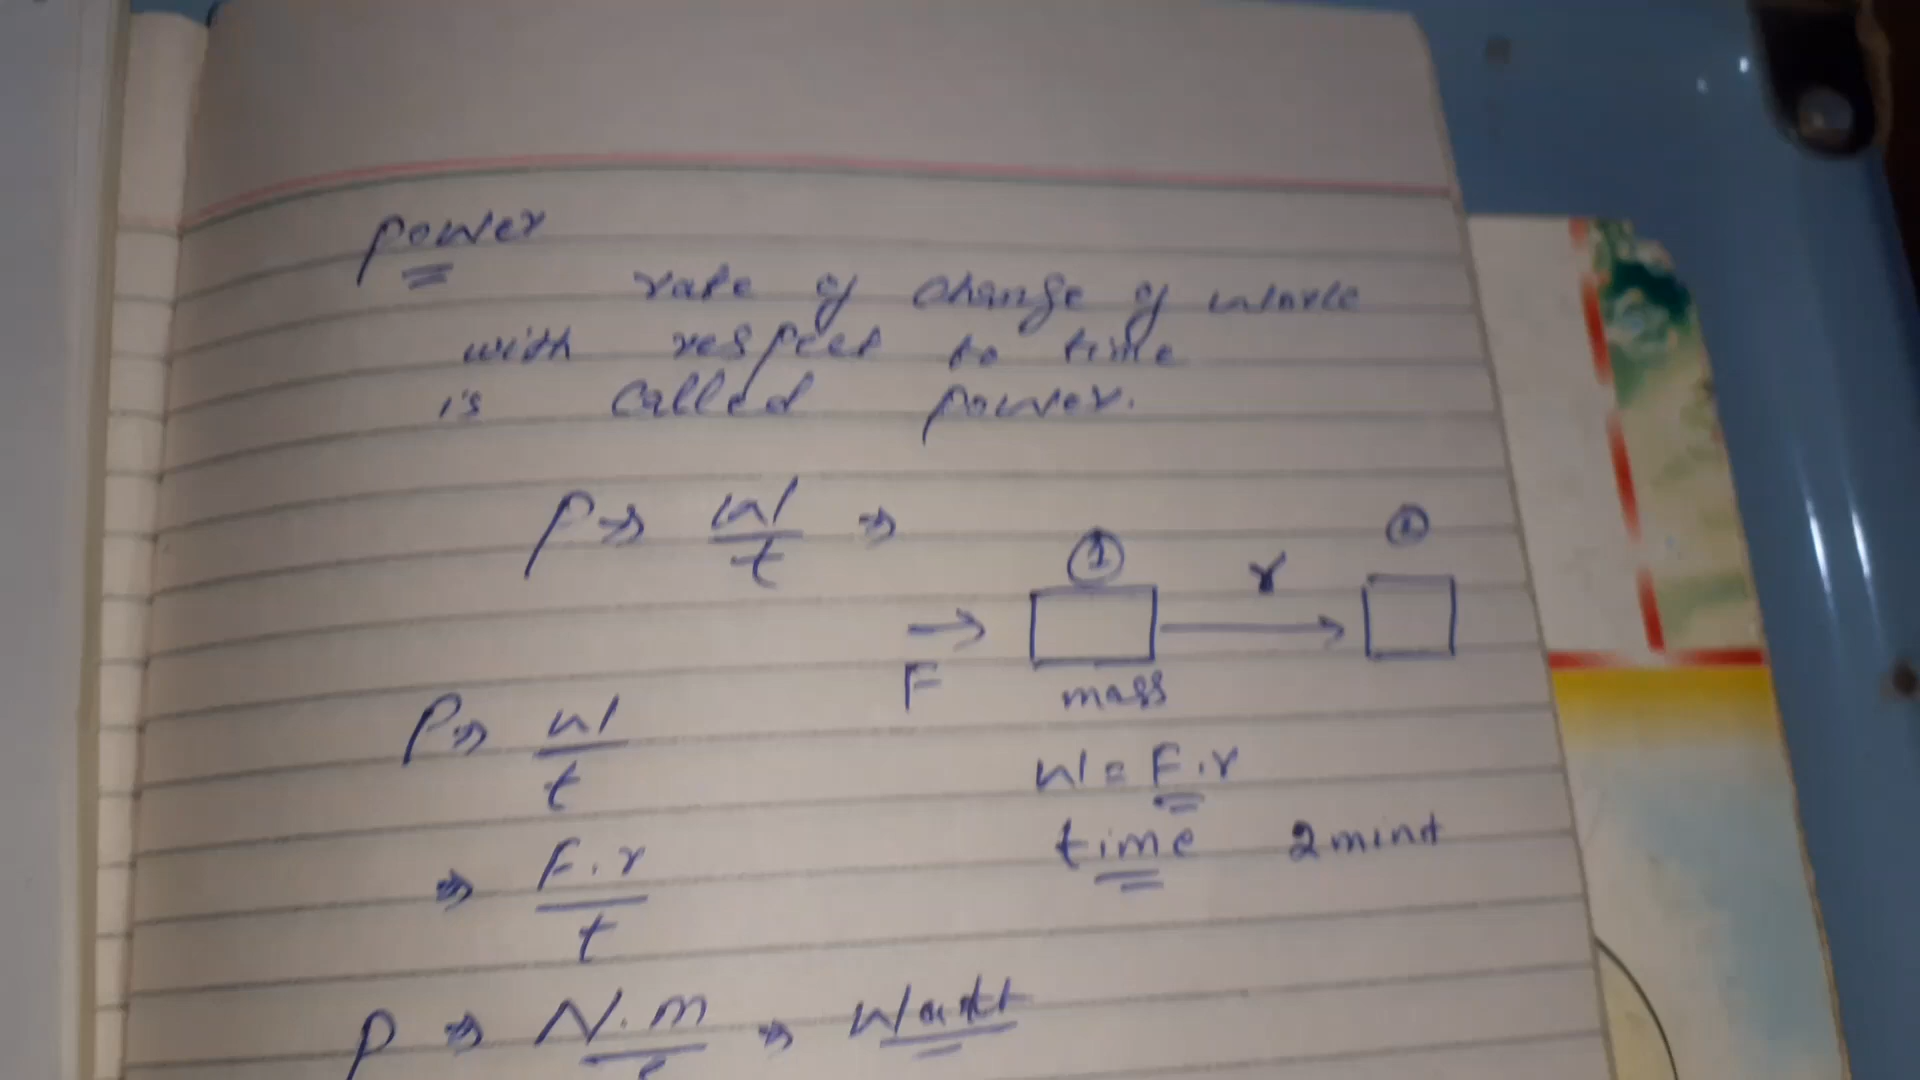 power
rate of change of work
with respect to time
is called power.
P ⇒ W/t ⇒
① r ②
F mass
P ⇒ W/t
W = F.r
time 2 mint
⇒ F.r/t
P ⇒ N.m/s ⇒ Watt